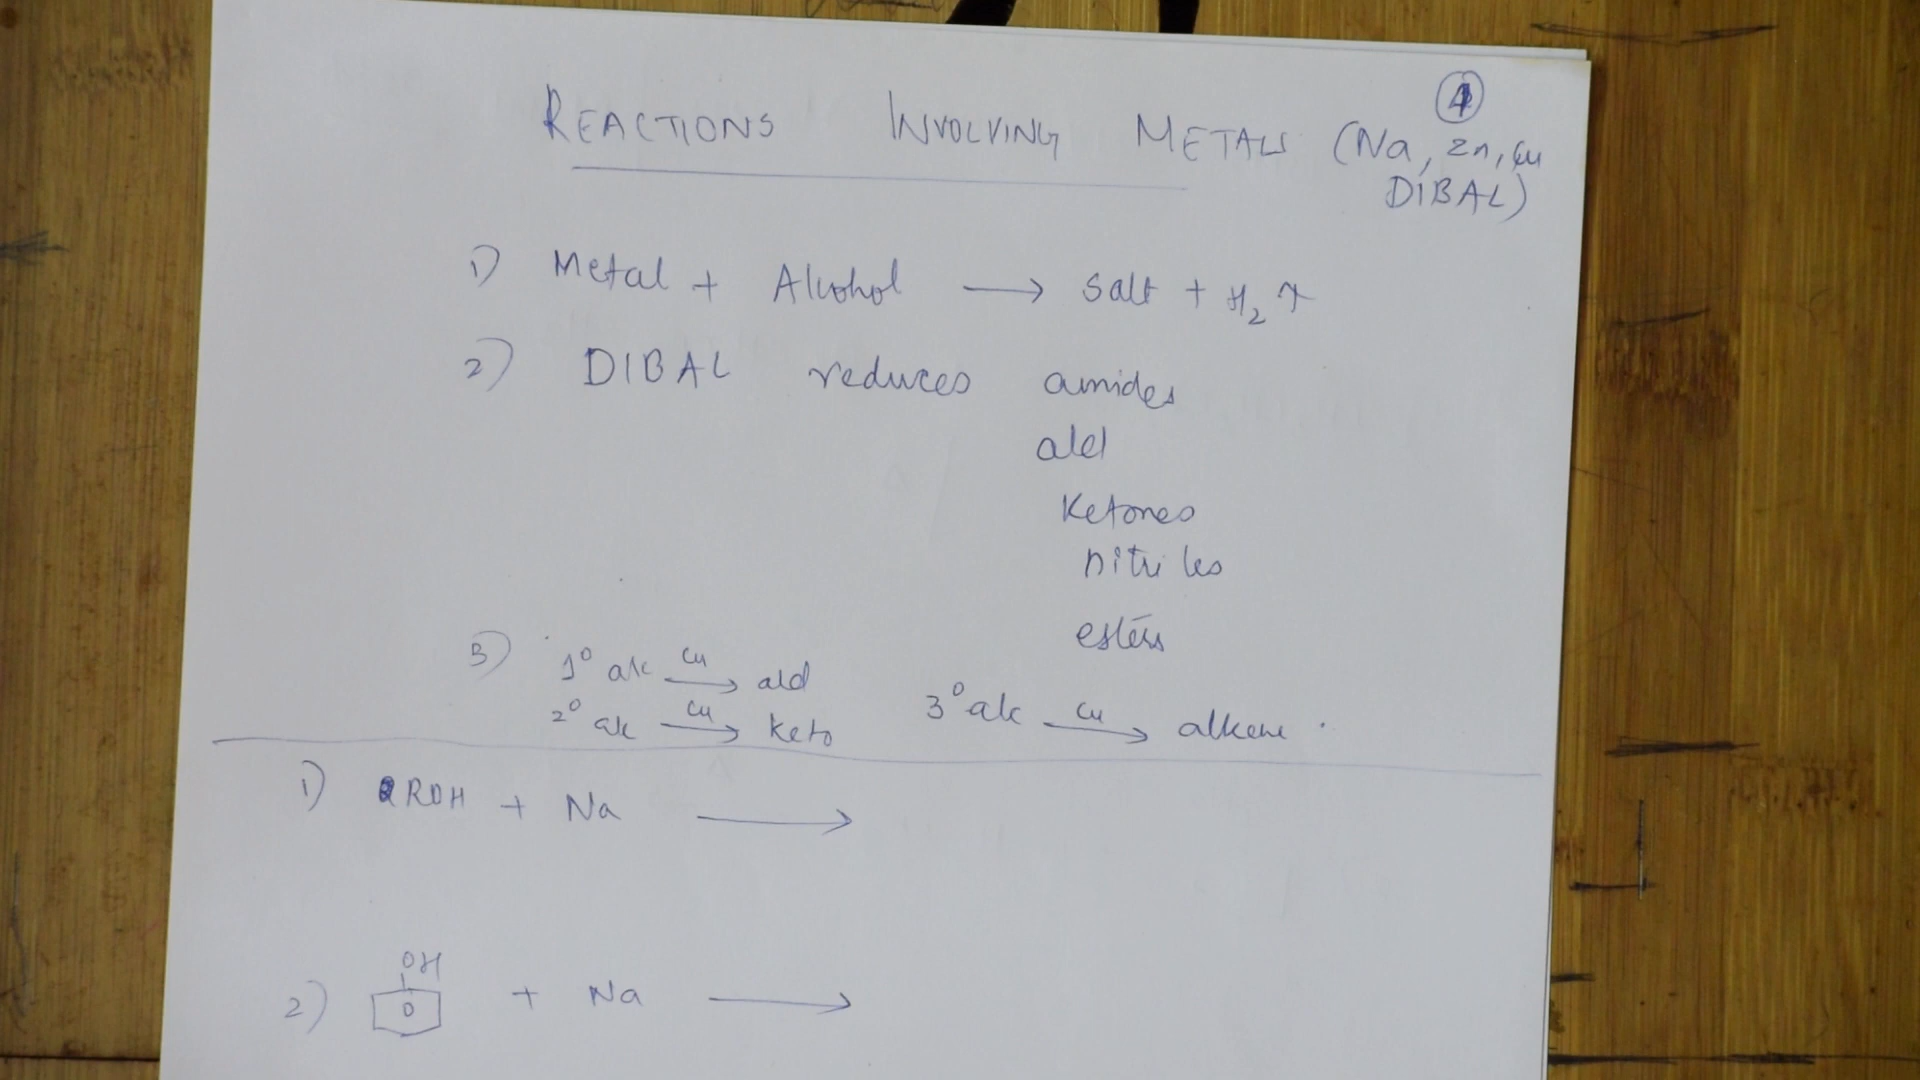 4
REACTIONS INVOLVING METALS (Na, Zn, Cu
DIBAL)
1) Metal + Alcohol → Salt + H2 ↑
2) DIBAL reduces amides
ald
Ketones
nitriles
esters
3) 1° alc Cu → ald
2° alc Cu → Keto 3° alc Cu → alkene .
1) ROH + Na →
OH
2) + Na →